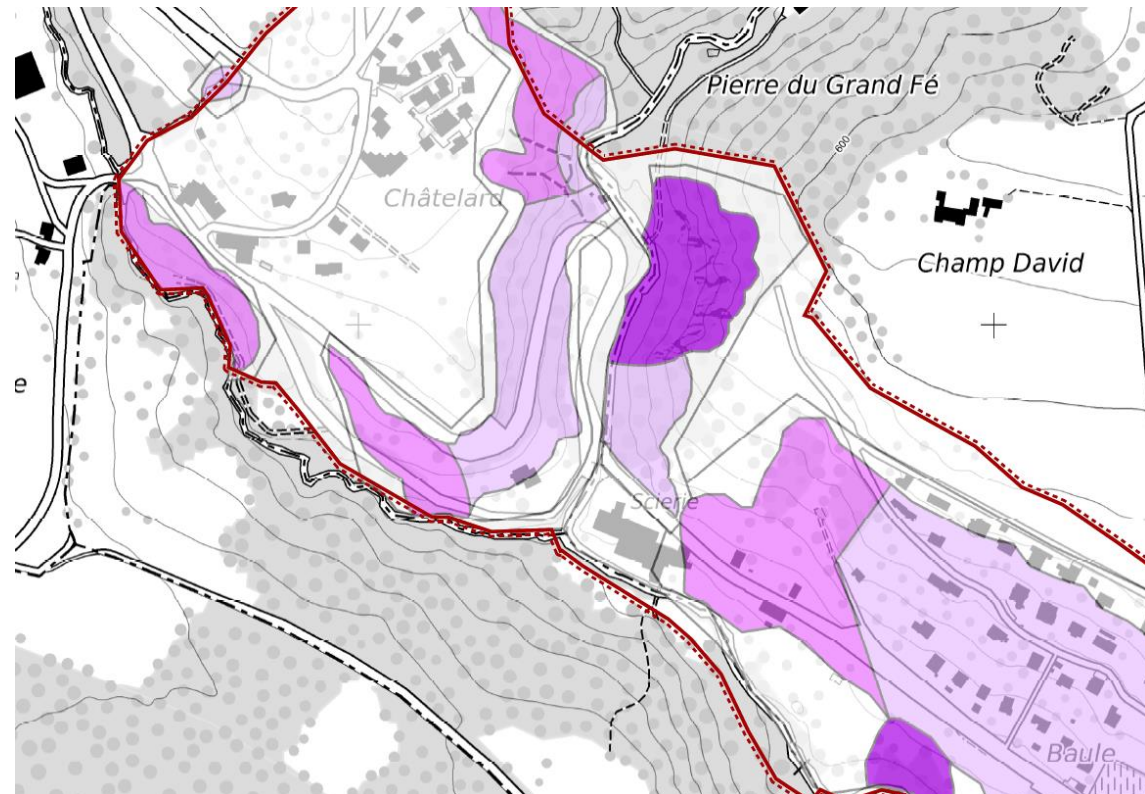 Pierre du Grand Fé
600
Châtelard
Champ David
e
Scierie
Baule